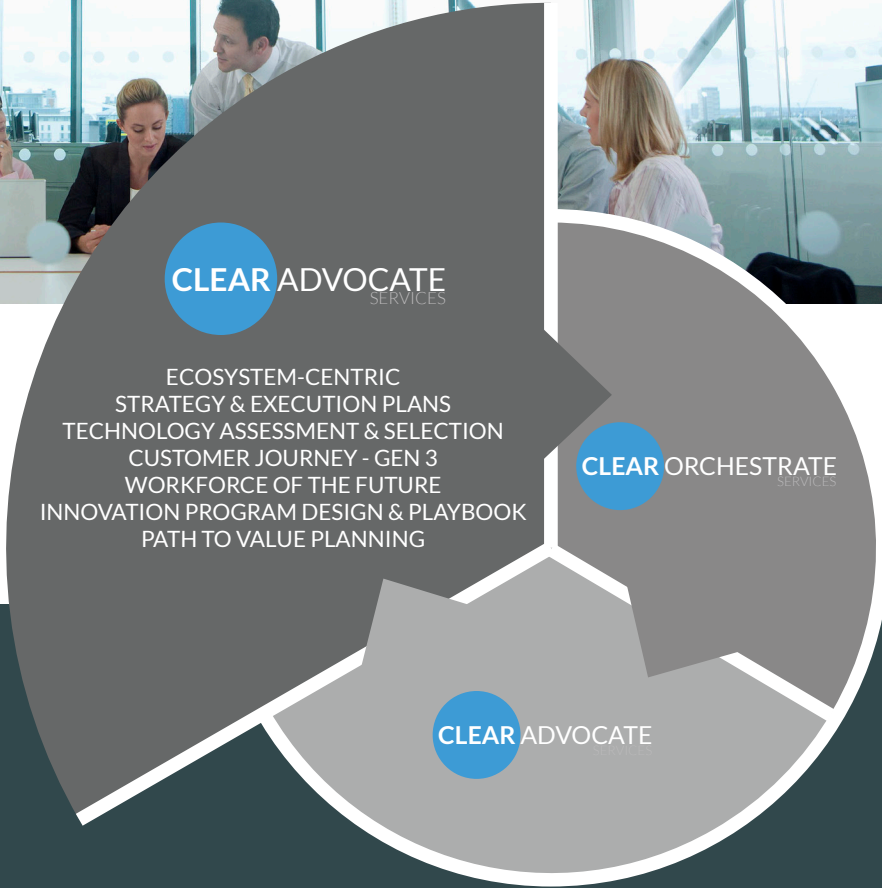 CLEAR ADVOCATE
SERVICES
ECOSYSTEM-CENTRIC
STRATEGY & EXECUTION PLANS
TECHNOLOGY ASSESSMENT & SELECTION
CUSTOMER JOURNEY - GEN 3
WORKFORCE OF THE FUTURE
INNOVATION PROGRAM DESIGN & PLAYBOOK
PATH TO VALUE PLANNING
CLEAR ORCHESTRATE
SERVICES
CLEAR ADVOCATE
SERVICES